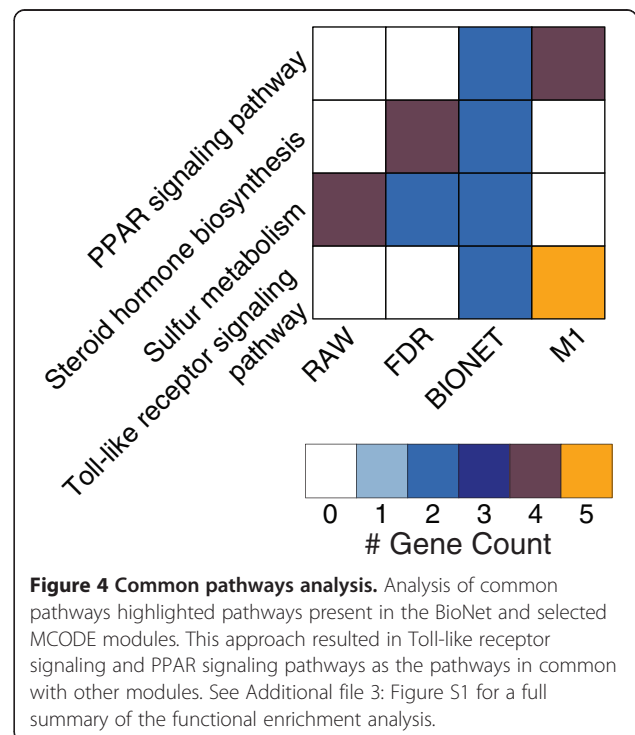 PPAR signaling pathway
Steroid hormone biosynthesis
Sulfur metabolism
Toll-like receptor signaling
pathway
RAW
FDR
BIONET
M1
0 1 2 3 4 5
# Gene Count
Figure 4 Common pathways analysis. Analysis of common
pathways highlighted pathways present in the BioNet and selected
MCODE modules. This approach resulted in Toll-like receptor
signaling and PPAR signaling pathways as the pathways in common
with other modules. See Additional file 3: Figure S1 for a full
summary of the functional enrichment analysis.